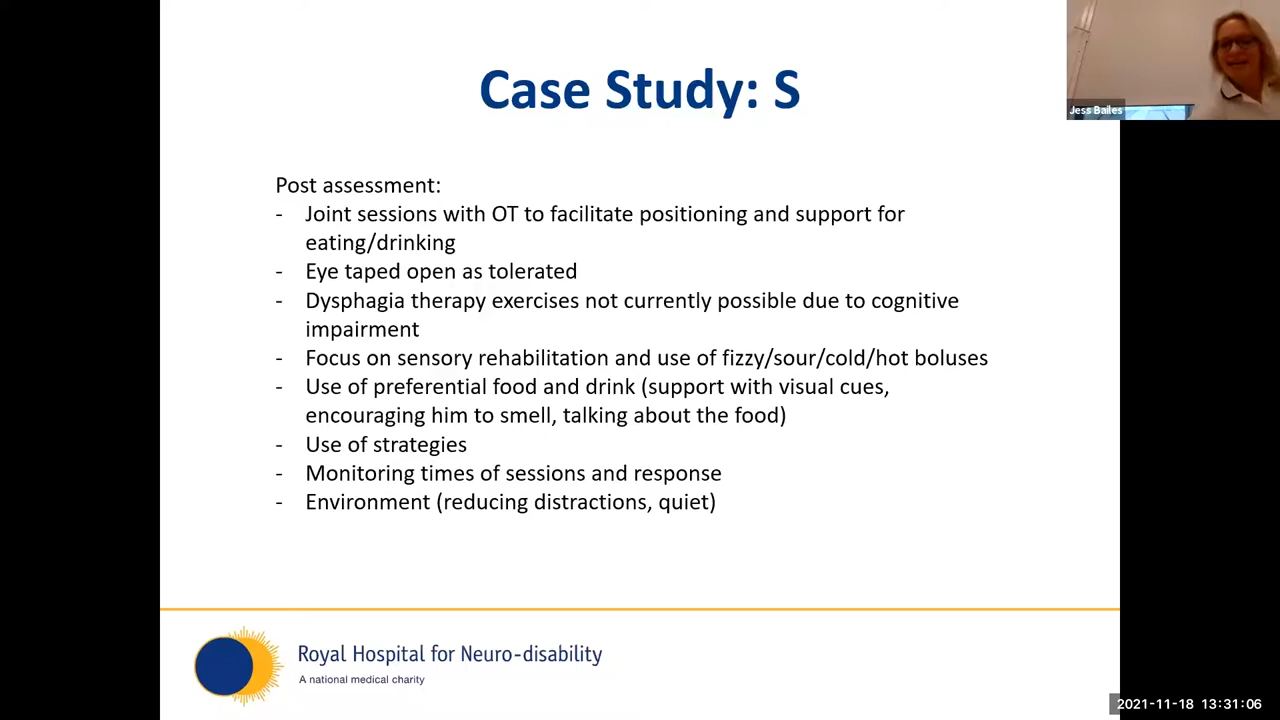 Case Study: S
Jess Bailes
Post assessment:
- Joint sessions with OT to facilitate positioning and support for
eating/drinking
- Eye taped open as tolerated
- Dysphagia therapy exercises not currently possible due to cognitive
impairment
- Focus on sensory rehabilitation and use of fizzy/sour/cold/hot boluses
- Use of preferential food and drink (support with visual cues,
encouraging him to smell, talking about the food)
- Use of strategies
- Monitoring times of sessions and response
- Environment (reducing distractions, quiet)
Royal Hospital for Neuro-disability
A national medical charity
2021-11-18 13:31:06